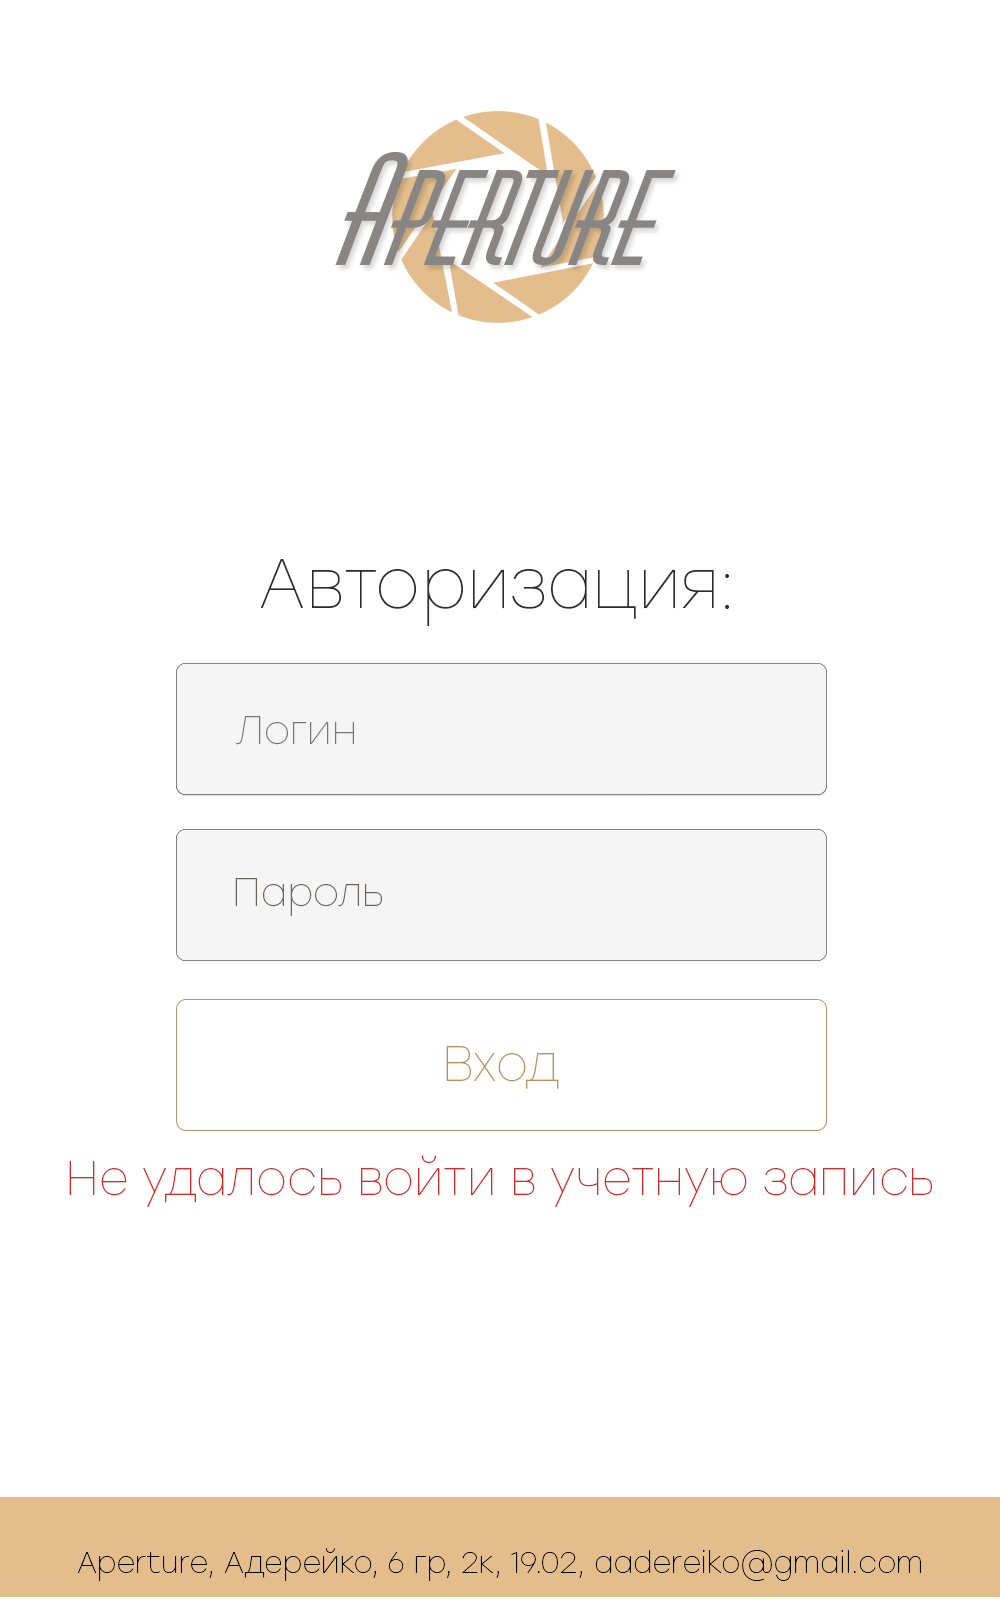 Aperture
Авторизация:
Логин
Пароль
Вход
Не удалось войти в учетную запись
Aperture, Адерейко, 6 гр, 2к, 19.02, aadereiko@gmail.com